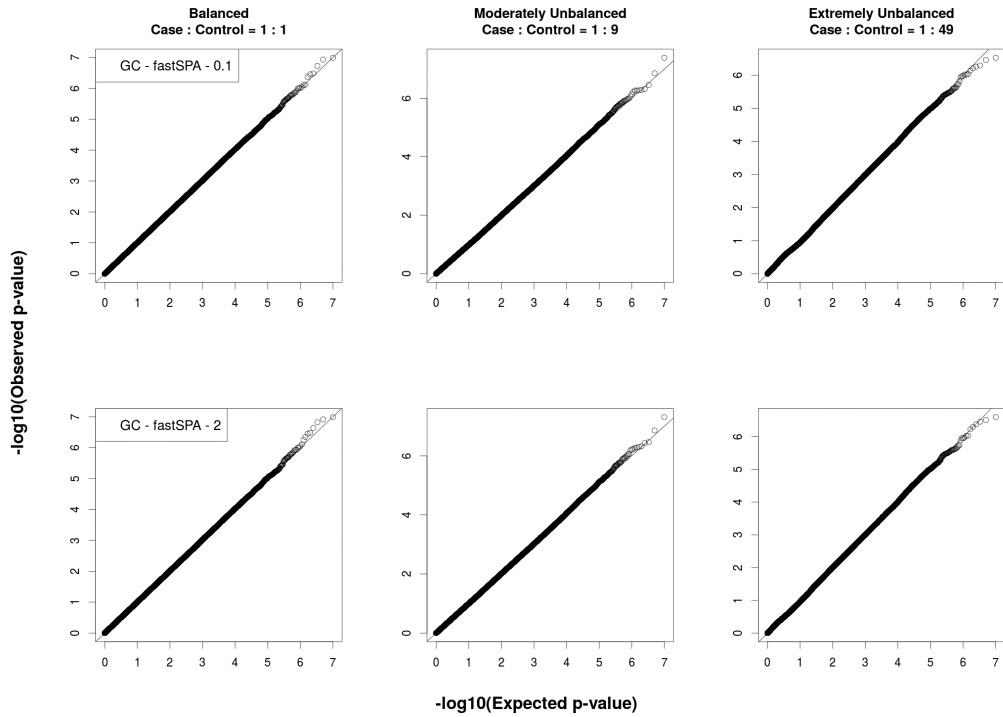 Balanced
Case : Control = 1 : 1
Moderately Unbalanced
Case : Control = 1 : 9
Extremely Unbalanced
Case : Control = 1 : 49
-log10(Observed p-value)
GC - fastSPA - 0.1
0 1 2 3 4 5 6 7
0 1 2 3 4 5 6 7
0 2 4 6
0 1 2 3 4 5 6 7
0 1 2 3 4 5 6
0 1 2 3 4 5 6 7
GC - fastSPA - 2
0 1 2 3 4 5 6 7
0 1 2 3 4 5 6 7
0 2 4 6
0 1 2 3 4 5 6 7
0 1 2 3 4 5 6
0 1 2 3 4 5 6 7
-log10(Expected p-value)